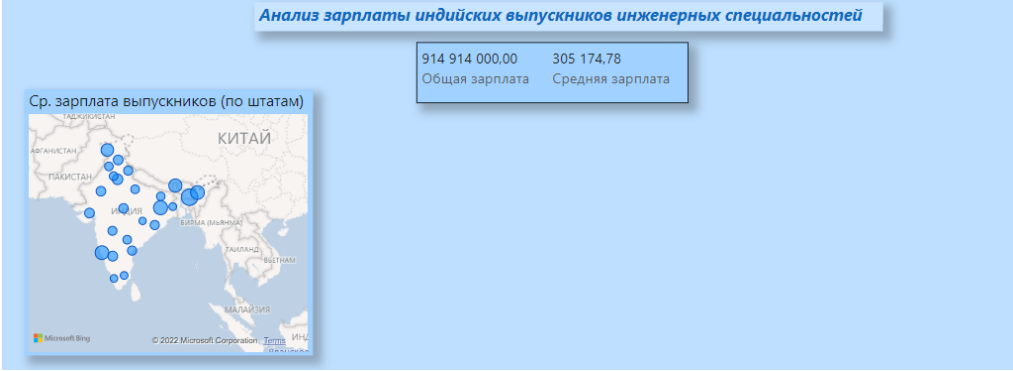 Анализ зарплаты индийских выпускников инженерных специальностей
914 914 000,00 305 174,78
Общая зарплата Средняя зарплата
Ср. зарплата выпускников (по штатам)
ТАДЖИКИСТАН
КИТАЙ
АФГАНИСТАН
ПАКИСТАН
ИНДИЯ
БИРМА (МЬЯНМА)
ТАИЛАНД
ВЬЕТНАМ
МАЛАЙЗИЯ
Microsoft Bing © 2022 Microsoft Corporation Terms